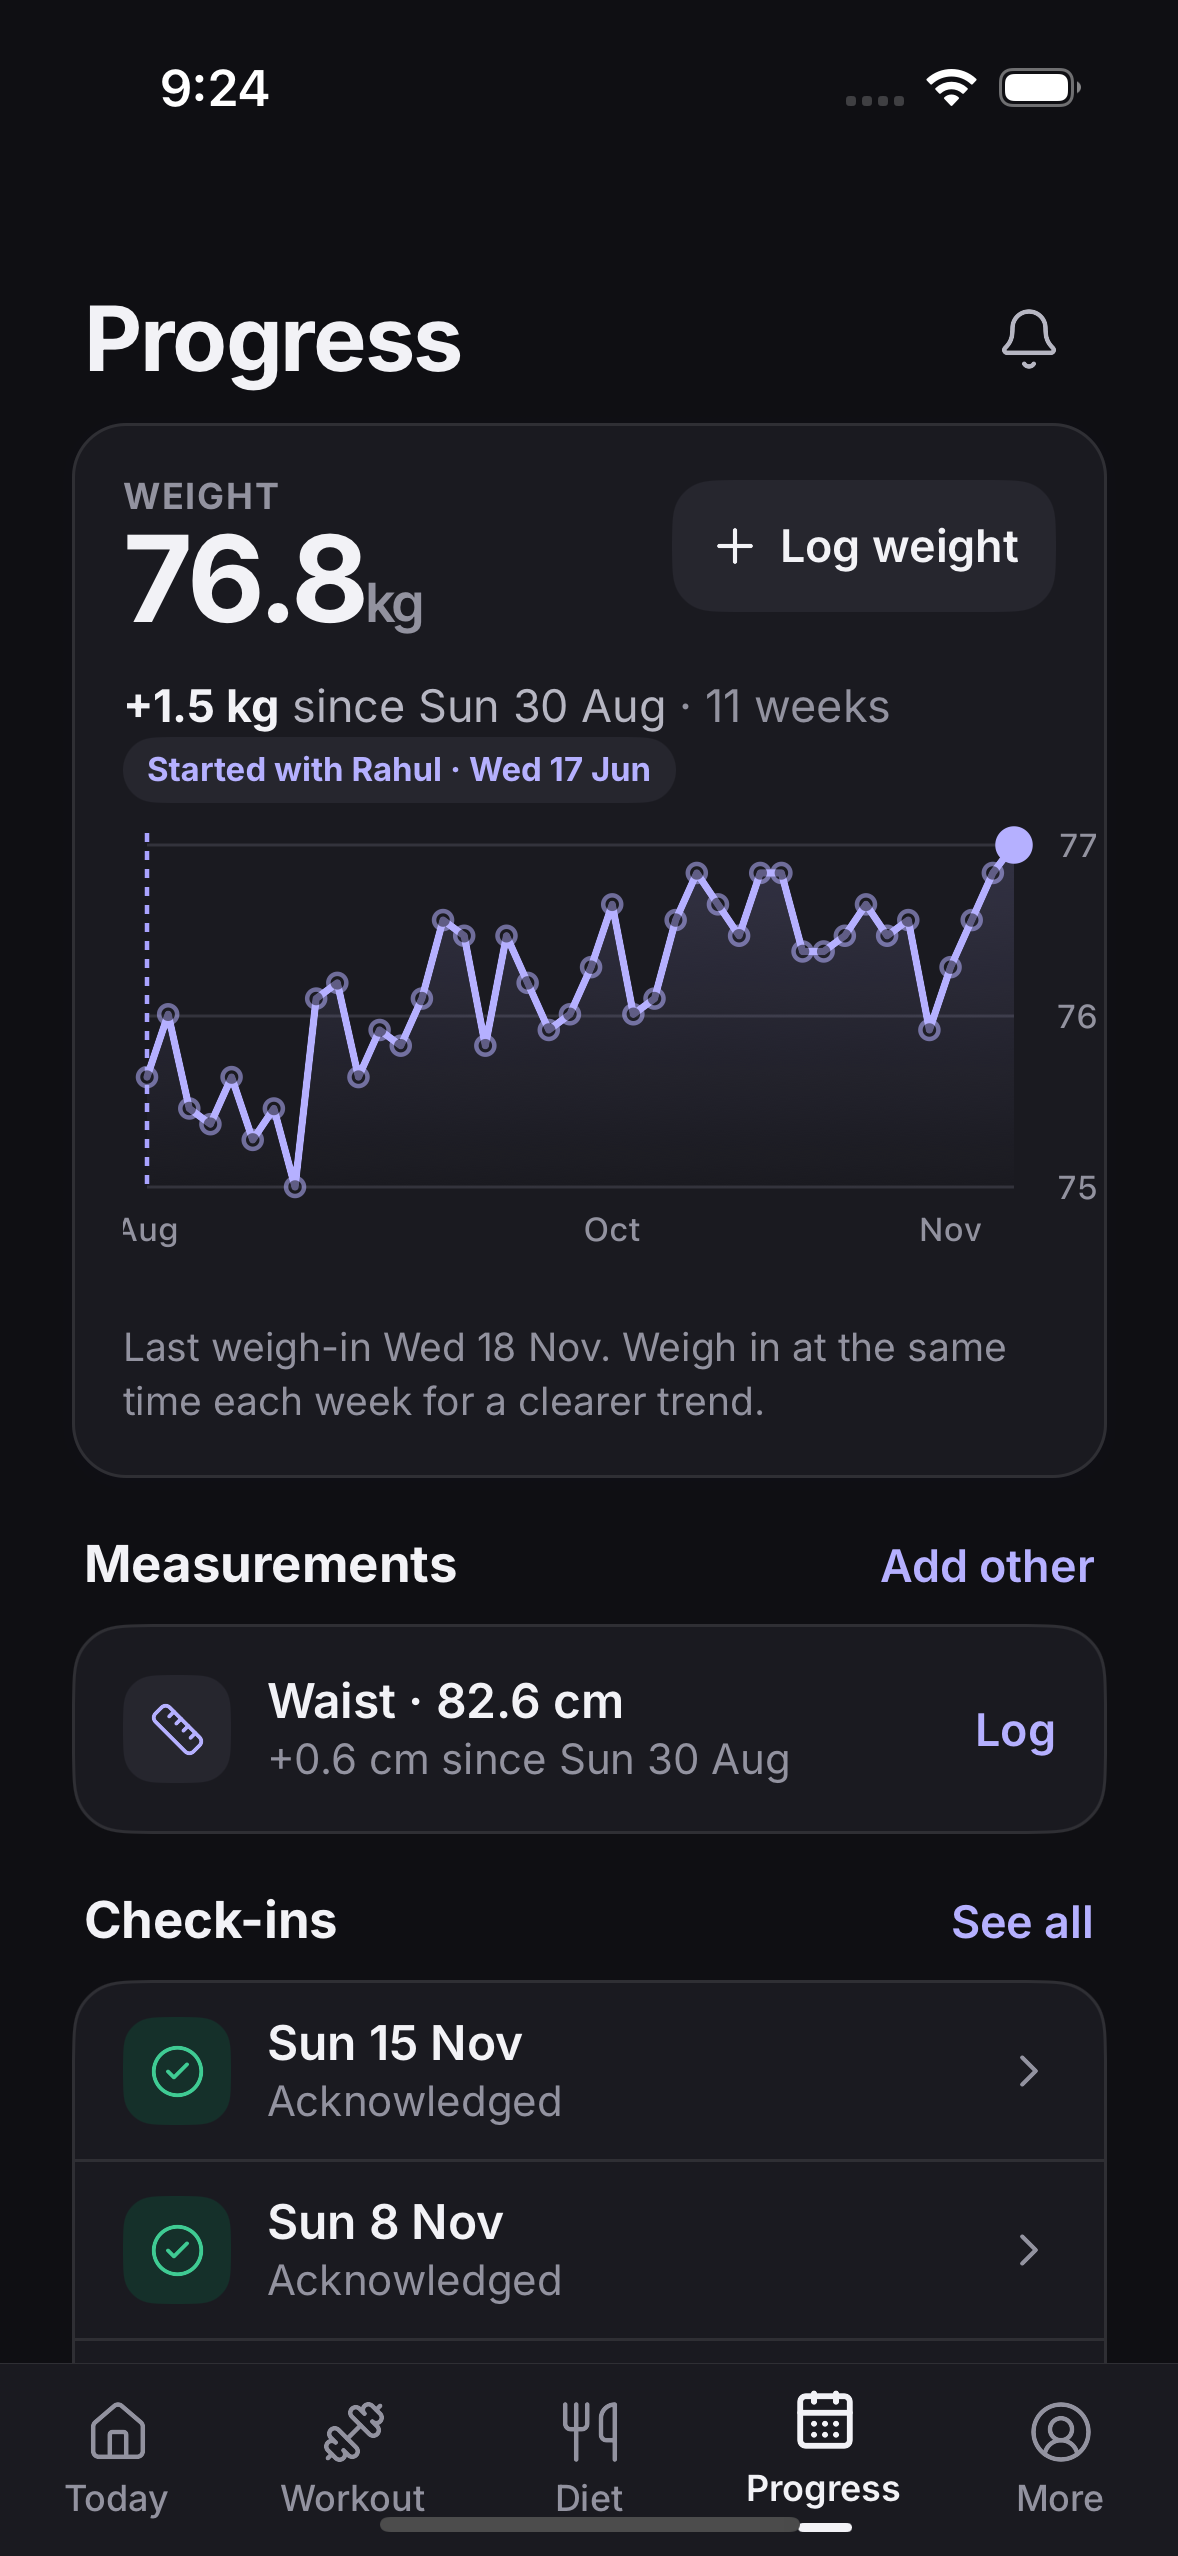 9:24
Progress
WEIGHT
76.8kg
+ Log weight
+1.5 kg since Sun 30 Aug · 11 weeks
Started with Rahul · Wed 17 Jun
77
76
75
Aug Oct Nov
Last weigh-in Wed 18 Nov. Weigh in at the same
time each week for a clearer trend.
Measurements
Add other
Waist · 82.6 cm
+0.6 cm since Sun 30 Aug
Log
Check-ins
See all
Sun 15 Nov
Acknowledged
Sun 8 Nov
Acknowledged
Today Workout Diet Progress More